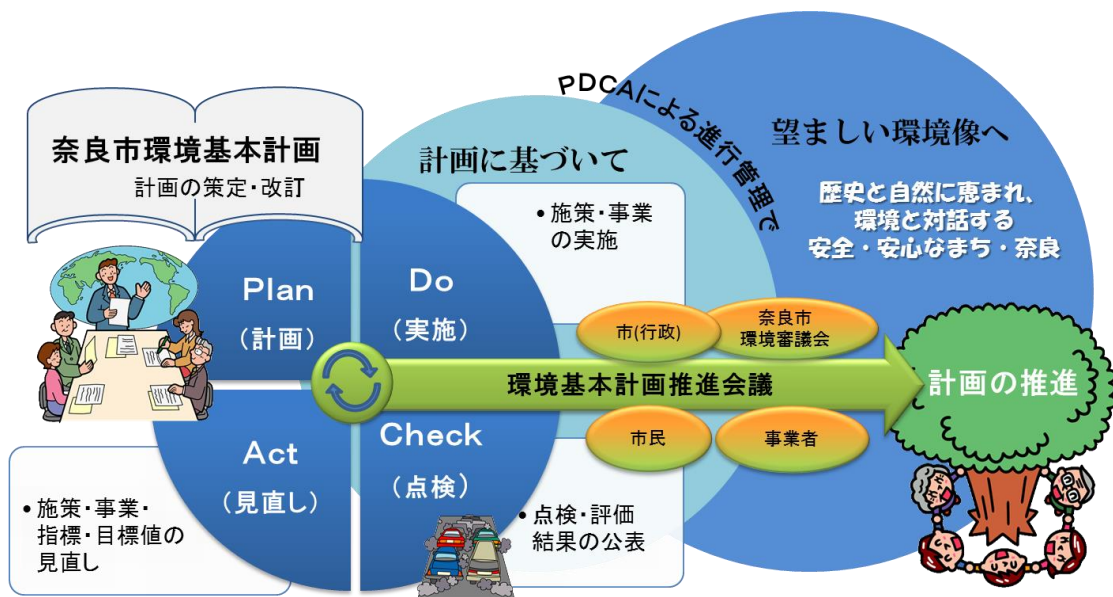 奈良市環境基本計画
計画の策定・改訂
計画に基づいて
PDCAによる進行管理で
望ましい環境像へ
歴史と自然に恵まれ、
環境と対話する
安全・安心なまち・奈良
Plan
(計画)
Do
(実施)
•施策・事業
の実施
市(行政)
奈良市
環境審議会
環境基本計画推進会議
計画の推進
市民
事業者
Act
(見直し)
Check
(点検)
•施策・事業・
指標・目標値の
見直し
•点検・評価
結果の公表